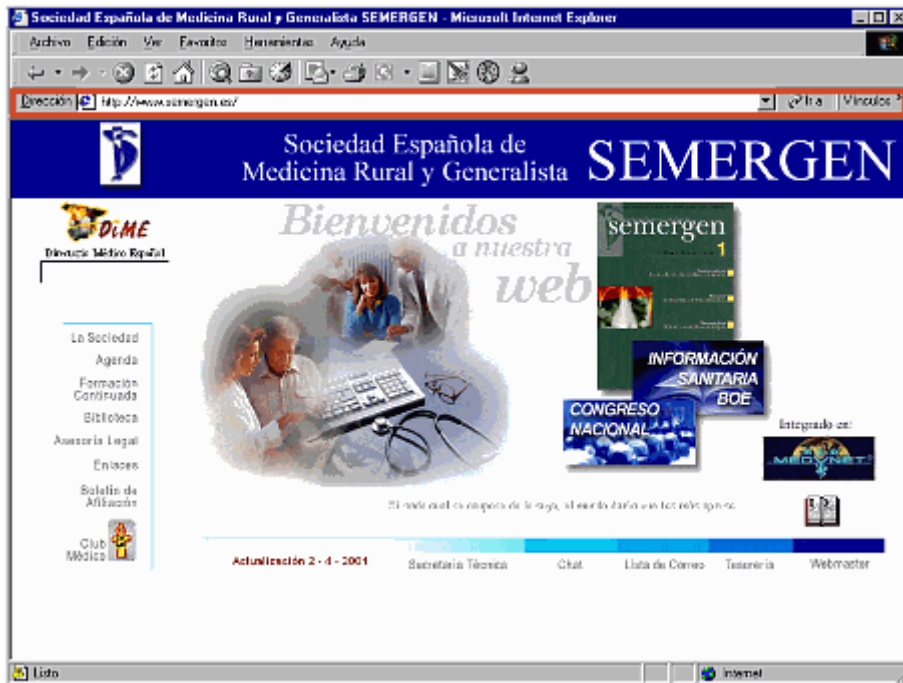 Sociedad Española de Medicina Rural y Generalista SEMERGEN - Microsoft Internet Explorer
Archivo Edición Ver Favoritos Herramientas Ayuda
Dirección http://www.semergen.es/ Ir a Vínculos
Sociedad Española de
Medicina Rural y Generalista SEMERGEN
DiME
Directorio Médico Español
Bienvenidos
a nuestra
web
semergen
1
La Sociedad
Agenda
Formación
Continuada
Biblioteca
Asesoría Legal
Enlaces
Boletín de
Afiliación
Club
Médico
INFORMACIÓN
SANITARIA
BOE
CONGRESO
NACIONAL
Integrado en:
MEDYNET
Actualización 2 - 4 - 2001 Secretaría Técnica Chat Lista de Correo Tesorería Webmaster
Listo Internet